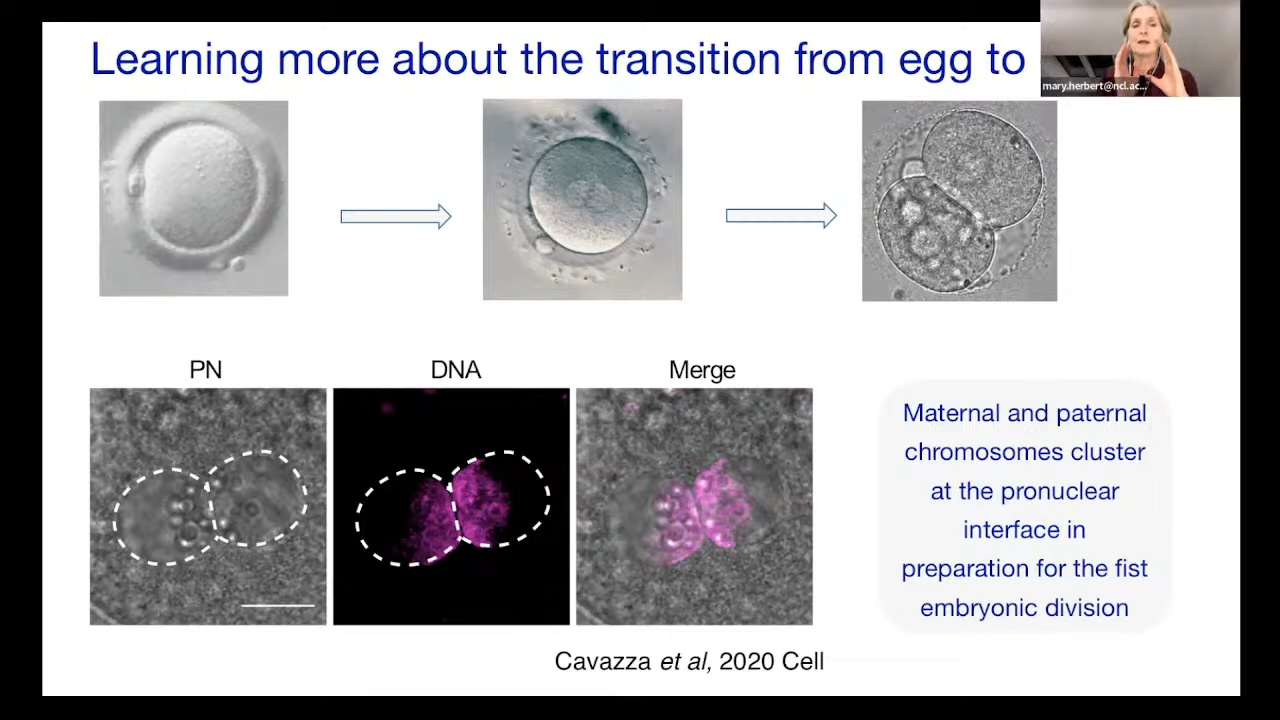 Learning more about the transition from egg to
mary.herbert@ncl.ac...
PN
DNA
Merge
Maternal and paternal
chromosomes cluster
at the pronuclear
interface in
preparation for the fist
embryonic division
Cavazza et al, 2020 Cell